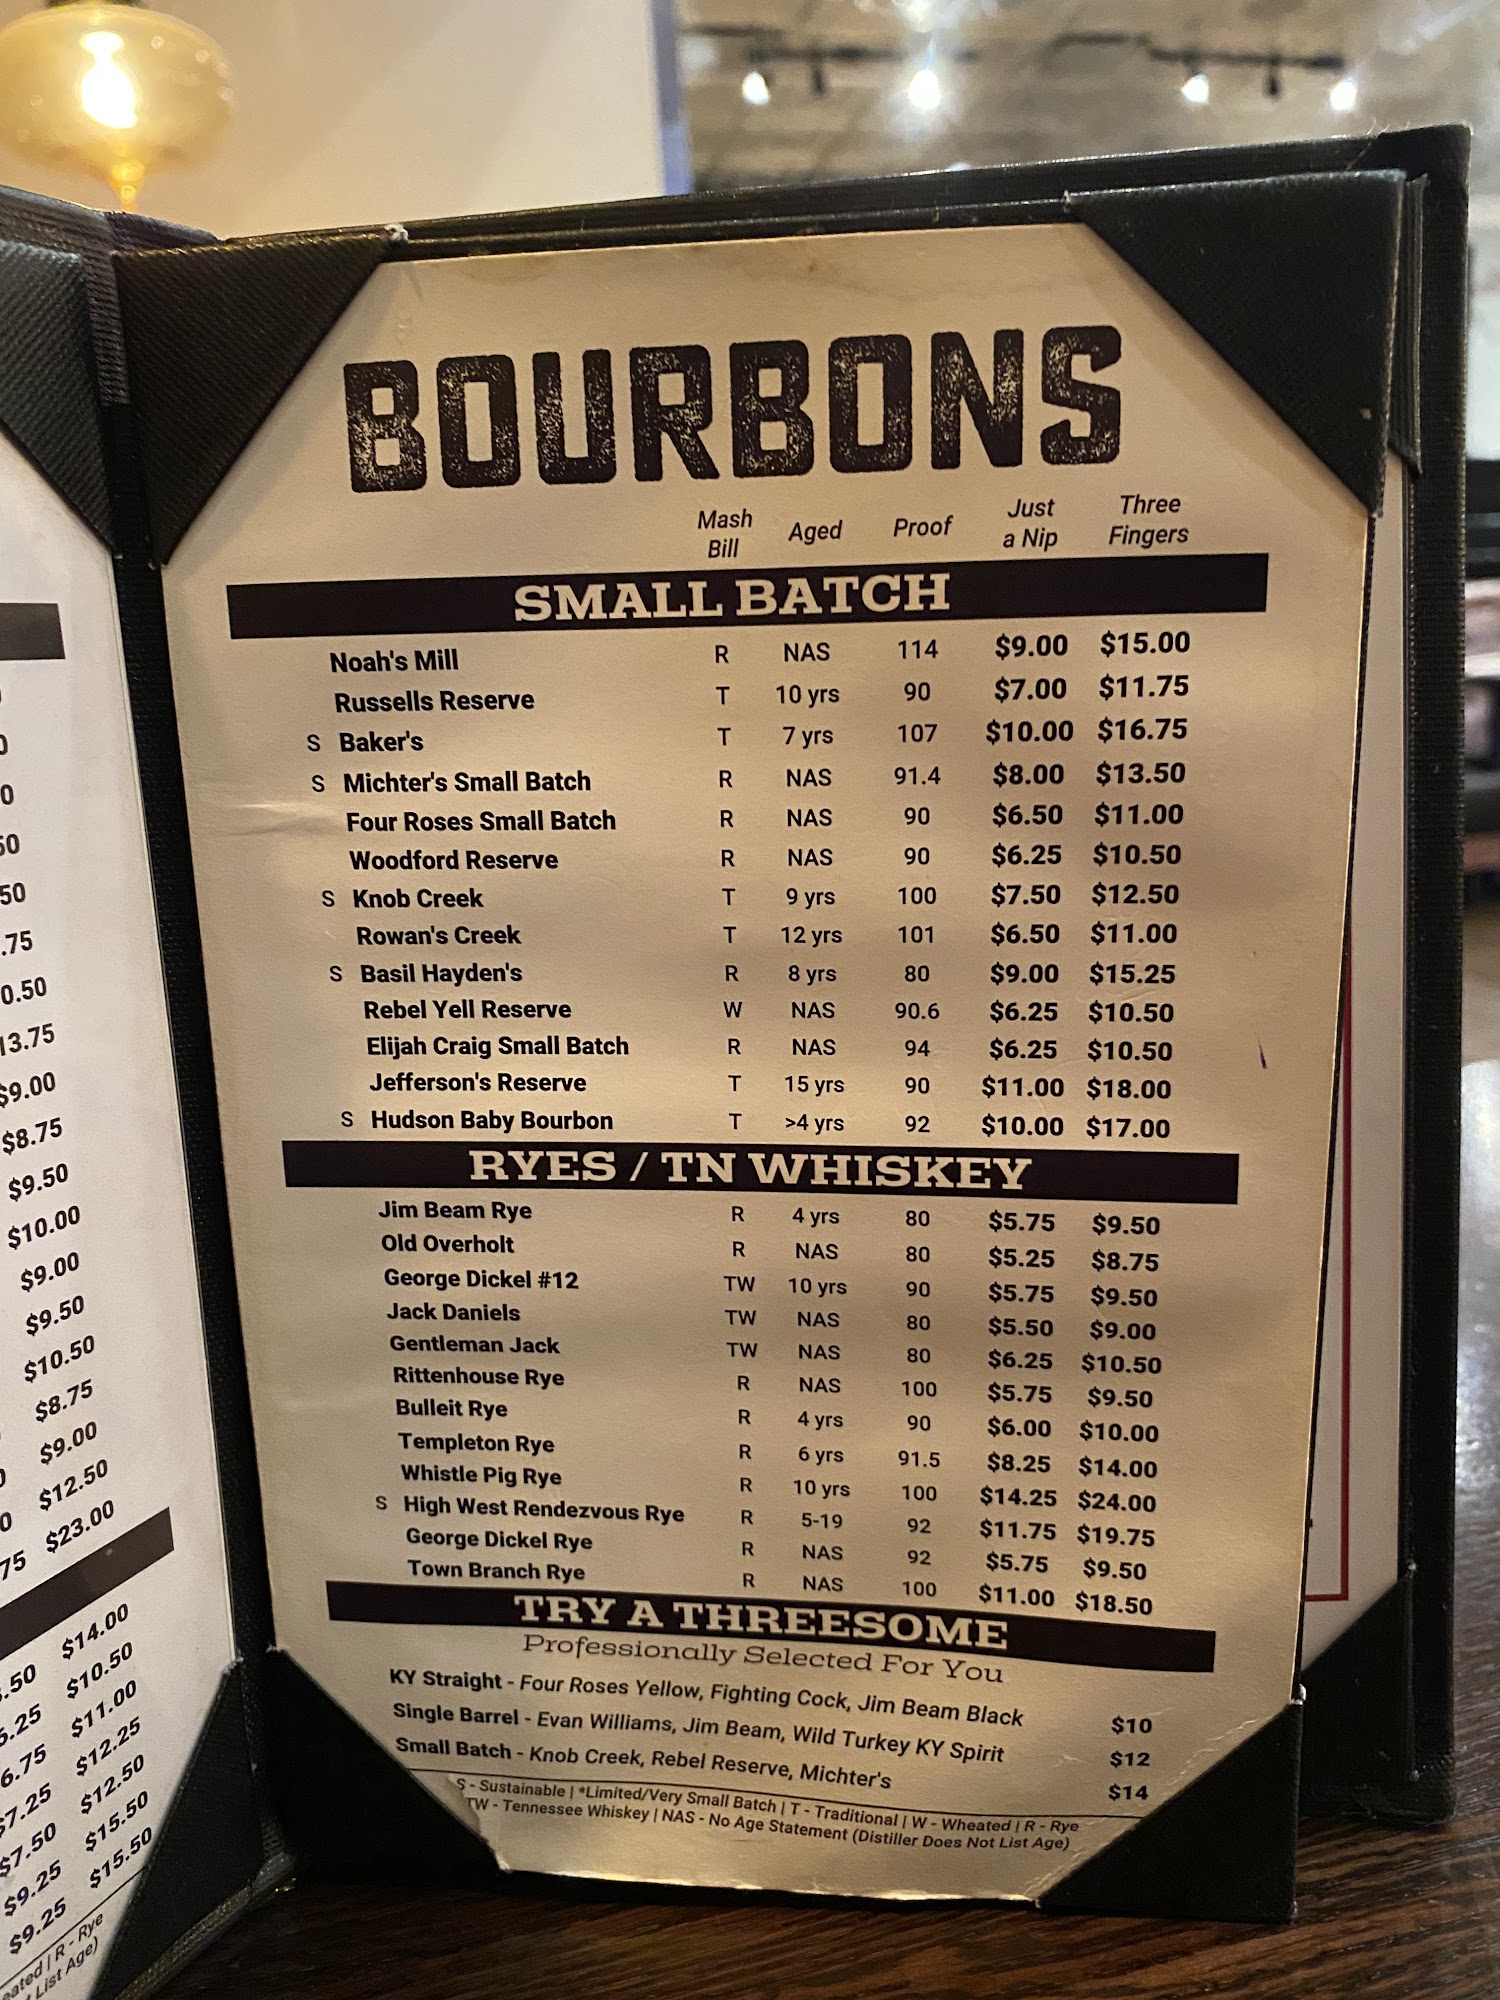 BOURBONS
Mash Bill Aged Proof Just a Nip Three Fingers
SMALL BATCH
Noah's Mill R NAS 114 $9.00 $15.00
Russells Reserve T 10 yrs 90 $7.00 $11.75
S Baker's T 7 yrs 107 $10.00 $16.75
S Michter's Small Batch R NAS 91.4 $8.00 $13.50
Four Roses Small Batch R NAS 90 $6.50 $11.00
Woodford Reserve R NAS 90 $6.25 $10.50
S Knob Creek T 9 yrs 100 $7.50 $12.50
Rowan's Creek T 12 yrs 101 $6.50 $11.00
S Basil Hayden's R 8 yrs 80 $9.00 $15.25
Rebel Yell Reserve W NAS 90.6 $6.25 $10.50
Elijah Craig Small Batch R NAS 94 $6.25 $10.50
Jefferson's Reserve T 15 yrs 90 $11.00 $18.00
S Hudson Baby Bourbon T >4 yrs 92 $10.00 $17.00
RYES / TN WHISKEY
Jim Beam Rye R 4 yrs 80 $5.75 $9.50
Old Overholt R NAS 80 $5.25 $8.75
George Dickel #12 TW 10 yrs 90 $5.75 $9.50
Jack Daniels TW NAS 80 $5.50 $9.00
Gentleman Jack TW NAS 80 $6.25 $10.50
Rittenhouse Rye R NAS 100 $5.75 $9.50
Bulleit Rye R 4 yrs 90 $6.00 $10.00
Templeton Rye R 6 yrs 91.5 $8.25 $14.00
Whistle Pig Rye R 10 yrs 100 $14.25 $24.00
S High West Rendezvous Rye R 5-19 92 $11.75 $19.75
George Dickel Rye R NAS 92 $5.75 $9.50
Town Branch Rye R NAS 100 $11.00 $18.50
TRY A THREESOME
Professionally Selected For You
KY Straight - Four Roses Yellow, Fighting Cock, Jim Beam Black $10
Single Barrel - Evan Williams, Jim Beam, Wild Turkey KY Spirit $12
Small Batch - Knob Creek, Rebel Reserve, Michter's $14
S - Sustainable | *Limited/Very Small Batch | T - Traditional | W - Wheated | R - Rye
TW - Tennessee Whiskey | NAS - No Age Statement (Distiller Does Not List Age)
.75
0.50
13.75
$9.00
$8.75
$9.50
$10.00
$9.00
$9.50
$10.50
$8.75
$9.00
$12.50
75 $23.00
$14.00
.50 $10.50
6.25 $11.00
6.75 $12.25
$7.25 $12.50
$7.50 $15.50
$9.25 $15.50
$9.25
eated | R - Rye
List Age)